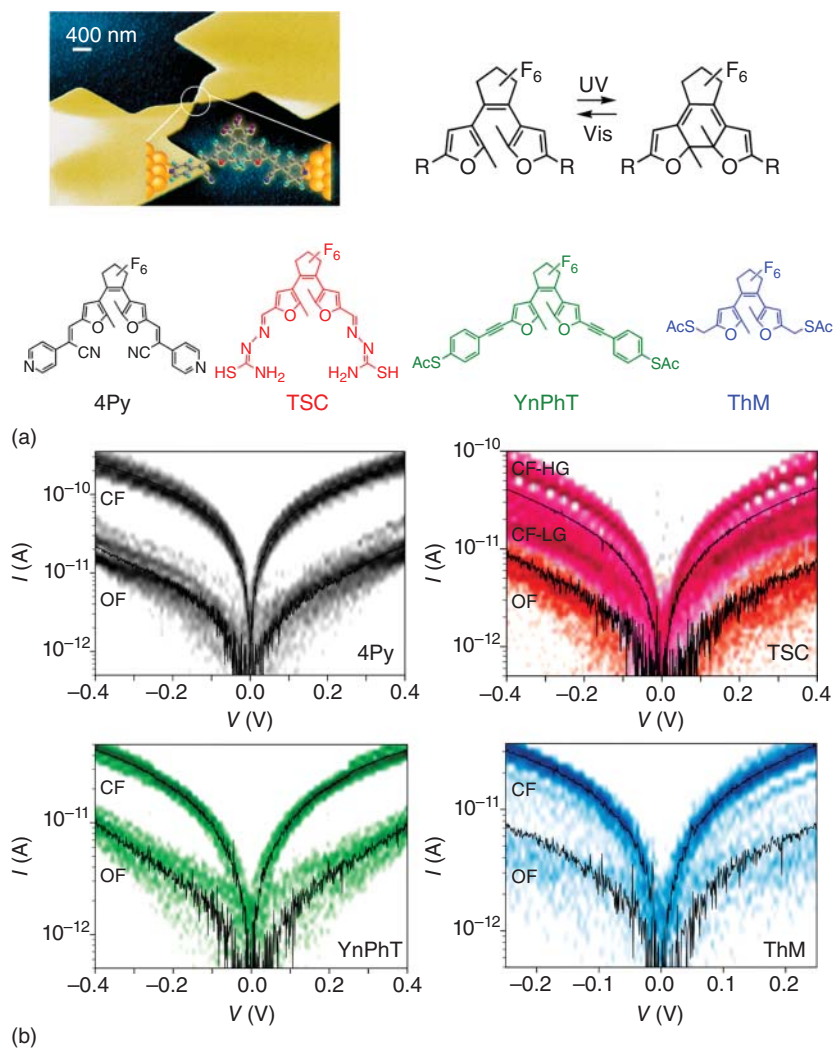 400 nm
F6
UV
Vis
F6
R
O
O
R
R
O
O
R
F6
O
O
CN
NC
N
N
4Py
F6
O
O
N
N
N
N
SH
NH2
H2N
SH
TSC
F6
O
O
AcS
SAc
YnPhT
F6
AcS
O
O
SAc
ThM
(a)
I (A)
10⁻¹⁰
10⁻¹¹
10⁻¹²
CF
OF
4Py
−0.4 −0.2 0.0 0.2 0.4
V (V)
I (A)
10⁻¹⁰
10⁻¹¹
10⁻¹²
CF-HG
CF-LG
OF
TSC
−0.4 −0.2 0.0 0.2 0.4
V (V)
I (A)
10⁻¹¹
10⁻¹²
CF
OF
YnPhT
−0.4 −0.2 0.0 0.2 0.4
V (V)
I (A)
10⁻¹¹
10⁻¹²
CF
OF
ThM
−0.2 −0.1 0.0 0.1 0.2
V (V)
(b)